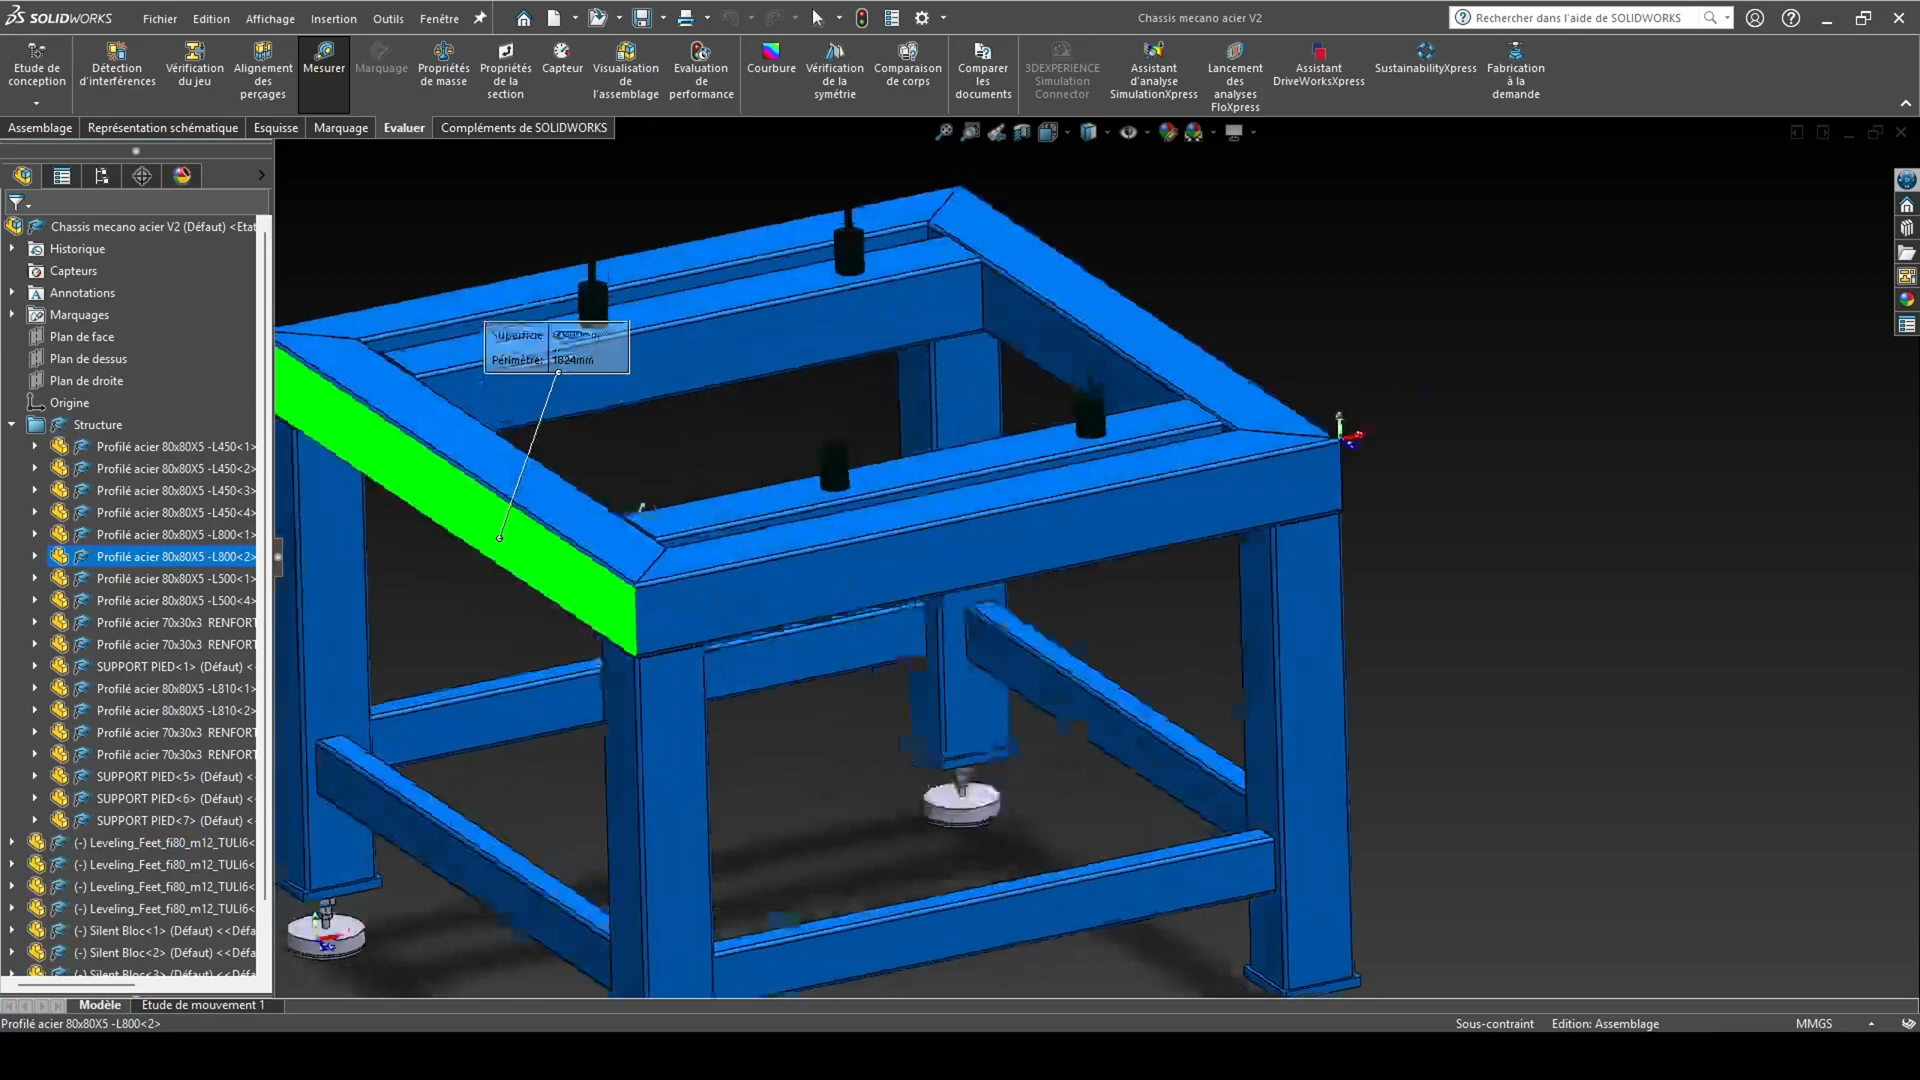 SOLIDWORKS
Fichier Edition Affichage Insertion Outils Fenêtre
Chassis mecano acier V2
Rechercher dans l'aide de SOLIDWORKS
Etude de conception
Détection d'interférences
Vérification du jeu
Alignement des perçages
Mesurer
Marquage
Propriétés de masse
Propriétés de la section
Capteur
Visualisation de l'assemblage
Evaluation de performance
Courbure
Vérification de la symétrie
Comparaison de corps
Comparer les documents
3DEXPERIENCE Simulation Connector
Assistant d'analyse SimulationXpress
Lancement des analyses FloXpress
Assistant DriveWorksXpress
SustainabilityXpress
Fabrication à la demande
Assemblage Représentation schématique Esquisse Marquage Evaluer Compléments de SOLIDWORKS
Chassis mecano acier V2 (Défaut) <Etat
Historique
Capteurs
Annotations
Marquages
Plan de face
Plan de dessus
Plan de droite
Origine
Structure
Profilé acier 80x80X5 -L450<1>
Profilé acier 80x80X5 -L450<2>
Profilé acier 80x80X5 -L450<3>
Profilé acier 80x80X5 -L450<4>
Profilé acier 80x80X5 -L800<1>
Profilé acier 80x80X5 -L800<2>
Profilé acier 80x80X5 -L500<1>
Profilé acier 80x80X5 -L500<4>
Profilé acier 70x30x3 RENFORT
Profilé acier 70x30x3 RENFORT
SUPPORT PIED<1> (Défaut) <
Profilé acier 80x80X5 -L810<1>
Profilé acier 80x80X5 -L810<2>
Profilé acier 70x30x3 RENFORT
Profilé acier 70x30x3 RENFORT
SUPPORT PIED<5> (Défaut) <
SUPPORT PIED<6> (Défaut) <
SUPPORT PIED<7> (Défaut) <
(-) Leveling_Feet_fi80_m12_TULI6<
(-) Leveling_Feet_fi80_m12_TULI6<
(-) Leveling_Feet_fi80_m12_TULI6<
(-) Leveling_Feet_fi80_m12_TULI6<
(-) Silent Bloc<1> (Défaut) <<Défa
(-) Silent Bloc<2> (Défaut) <<Défa
(-) Silent Bloc<3> (Défaut) <<Défa
Superficie
Périmètre: 1824mm
Modèle Etude de mouvement 1
Profilé acier 80x80X5 -L800<2>
Sous-contraint Edition: Assemblage MMGS